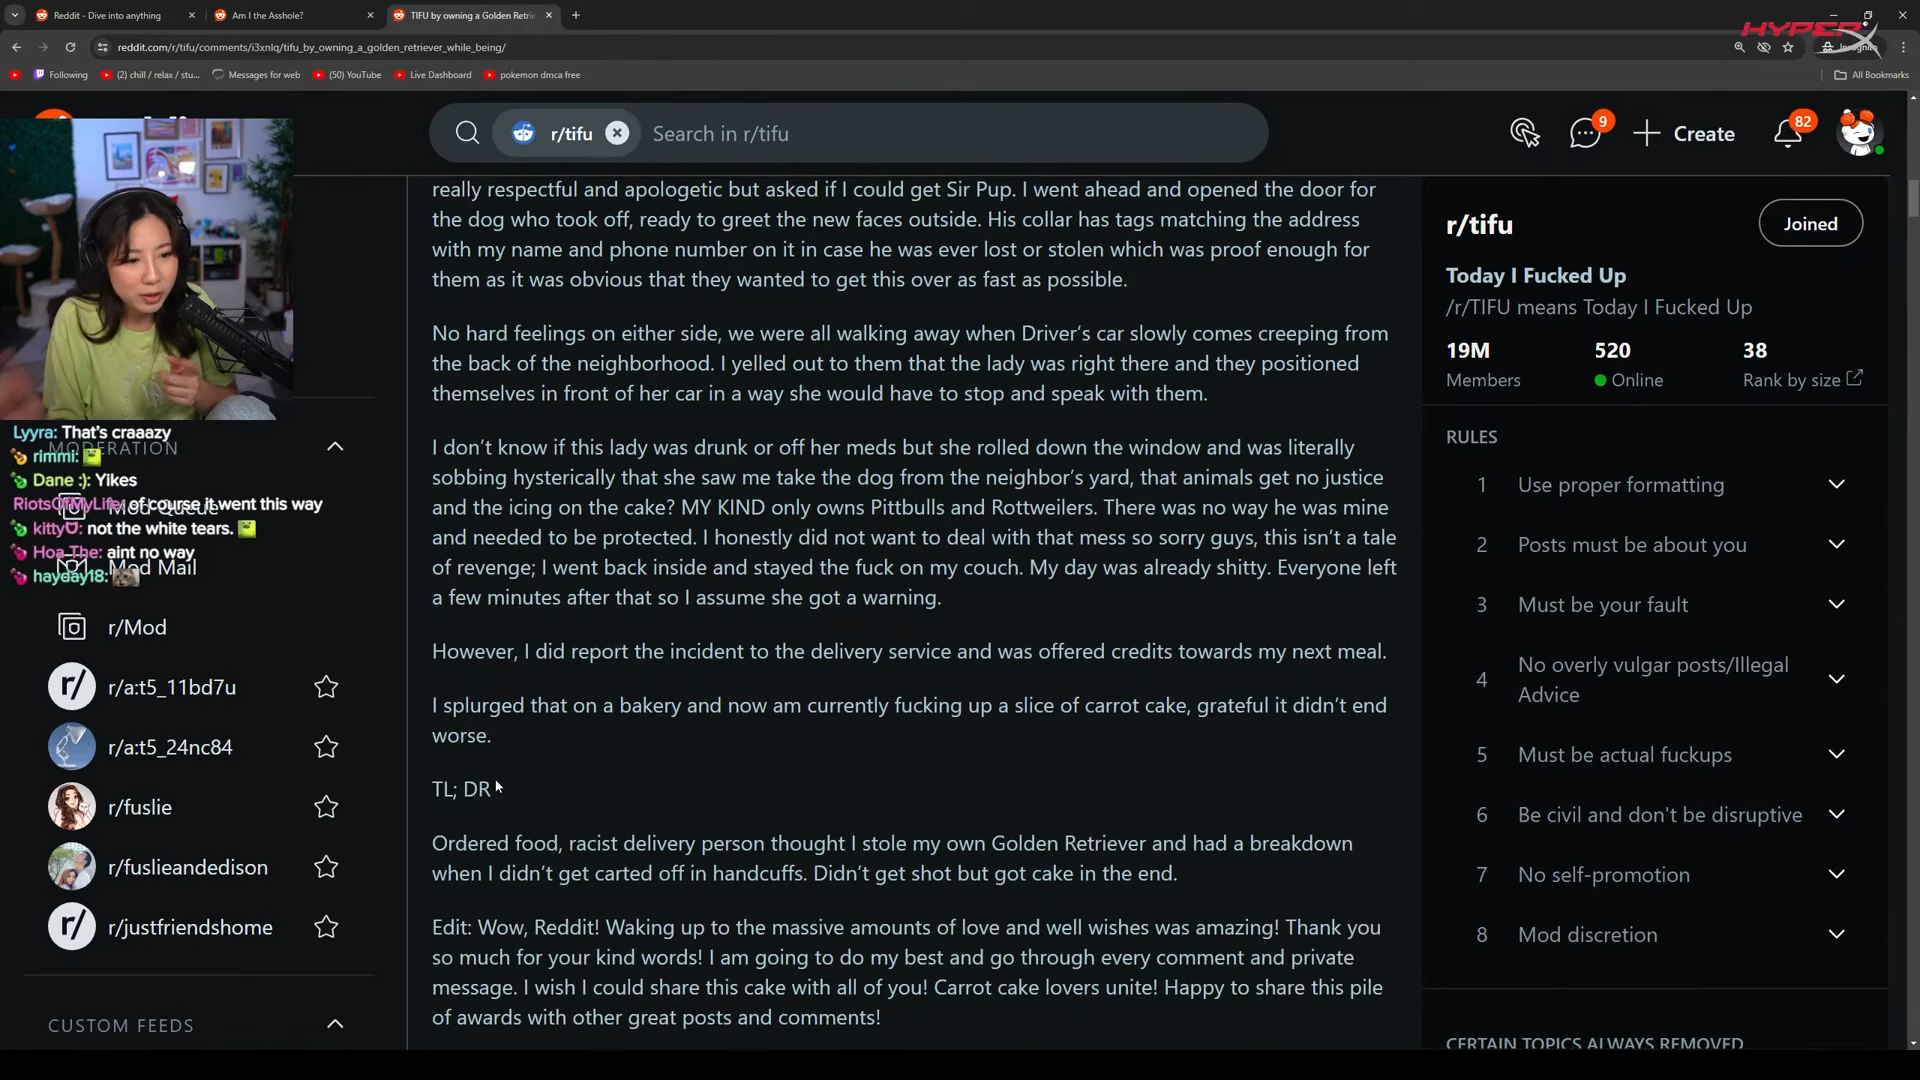 Reddit - Dive into anything
Am I the Asshole?
TIFU by owning a Golden Retrie
reddit.com/r/tifu/comments/i3xnlq/tifu_by_owning_a_golden_retriever_while_being/
HYPERX
Following
(2) chill / relax / stu...
Messages for web
(50) YouTube
Live Dashboard
pokemon dmca free
All Bookmarks
r/tifu
Search in r/tifu
9
Create
82
really respectful and apologetic but asked if I could get Sir Pup. I went ahead and opened the door for
the dog who took off, ready to greet the new faces outside. His collar has tags matching the address
with my name and phone number on it in case he was ever lost or stolen which was proof enough for
them as it was obvious that they wanted to get this over as fast as possible.
No hard feelings on either side, we were all walking away when Driver’s car slowly comes creeping from
the back of the neighborhood. I yelled out to them that the lady was right there and they positioned
themselves in front of her car in a way she would have to stop and speak with them.
I don’t know if this lady was drunk or off her meds but she rolled down the window and was literally
sobbing hysterically that she saw me take the dog from the neighbor’s yard, that animals get no justice
and the icing on the cake? MY KIND only owns Pittbulls and Rottweilers. There was no way he was mine
and needed to be protected. I honestly did not want to deal with that mess so sorry guys, this isn’t a tale
of revenge; I went back inside and stayed the fuck on my couch. My day was already shitty. Everyone left
a few minutes after that so I assume she got a warning.
However, I did report the incident to the delivery service and was offered credits towards my next meal.
I splurged that on a bakery and now am currently fucking up a slice of carrot cake, grateful it didn’t end
worse.
TL; DR
Ordered food, racist delivery person thought I stole my own Golden Retriever and had a breakdown
when I didn’t get carted off in handcuffs. Didn’t get shot but got cake in the end.
Edit: Wow, Reddit! Waking up to the massive amounts of love and well wishes was amazing! Thank you
so much for your kind words! I am going to do my best and go through every comment and private
message. I wish I could share this cake with all of you! Carrot cake lovers unite! Happy to share this pile
of awards with other great posts and comments!
Lyyra: That's craaazy
MODERATION
rimmi:
Dane :): Yikes
RiotsOfMyLife: of course it went this way
Mod Queue
kitty: not the white tears.
Hoa The: aint no way
Mod Mail
hayday18:
r/Mod
r/
r/a:t5_11bd7u
r/a:t5_24nc84
r/fuslie
r/fuslieandedison
r/
r/justfriendshome
CUSTOM FEEDS
r/tifu
Joined
Today I Fucked Up
/r/TIFU means Today I Fucked Up
19M
520
38
Members
Online
Rank by size
RULES
1 Use proper formatting
2 Posts must be about you
3 Must be your fault
4 No overly vulgar posts/Illegal
Advice
5 Must be actual fuckups
6 Be civil and don't be disruptive
7 No self-promotion
8 Mod discretion
CERTAIN TOPICS ALWAYS REMOVED